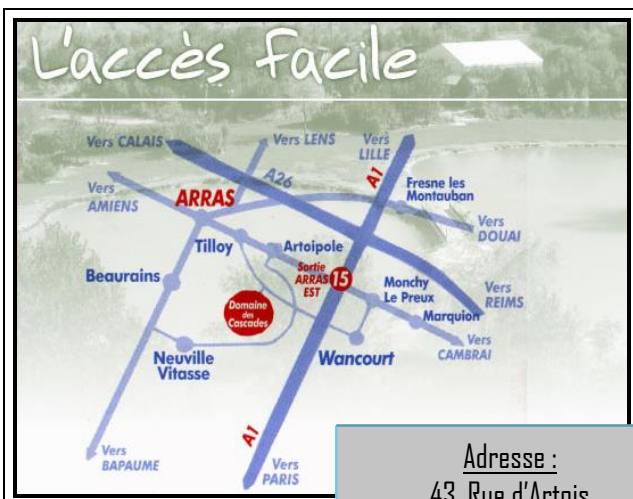 L'accès facile
Vers CALAIS
Vers LENS
Vers
LILLE
A1
A26
Vers
AMIENS
ARRAS
Fresne les
Montauban
Vers
DOUAI
Tilloy
Artoipole
Beaurains
Sortie
ARRAS
EST
15
Monchy
Le Preux
Vers
REIMS
Domaine
des
Cascades
Marquion
Neuville
Vitasse
Wancourt
Vers
CAMBRAI
A1
Vers
BAPAUME
Vers
PARIS
Adresse :
43, Rue d'Artois